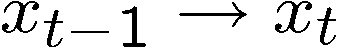 x_{t-1} → x_t